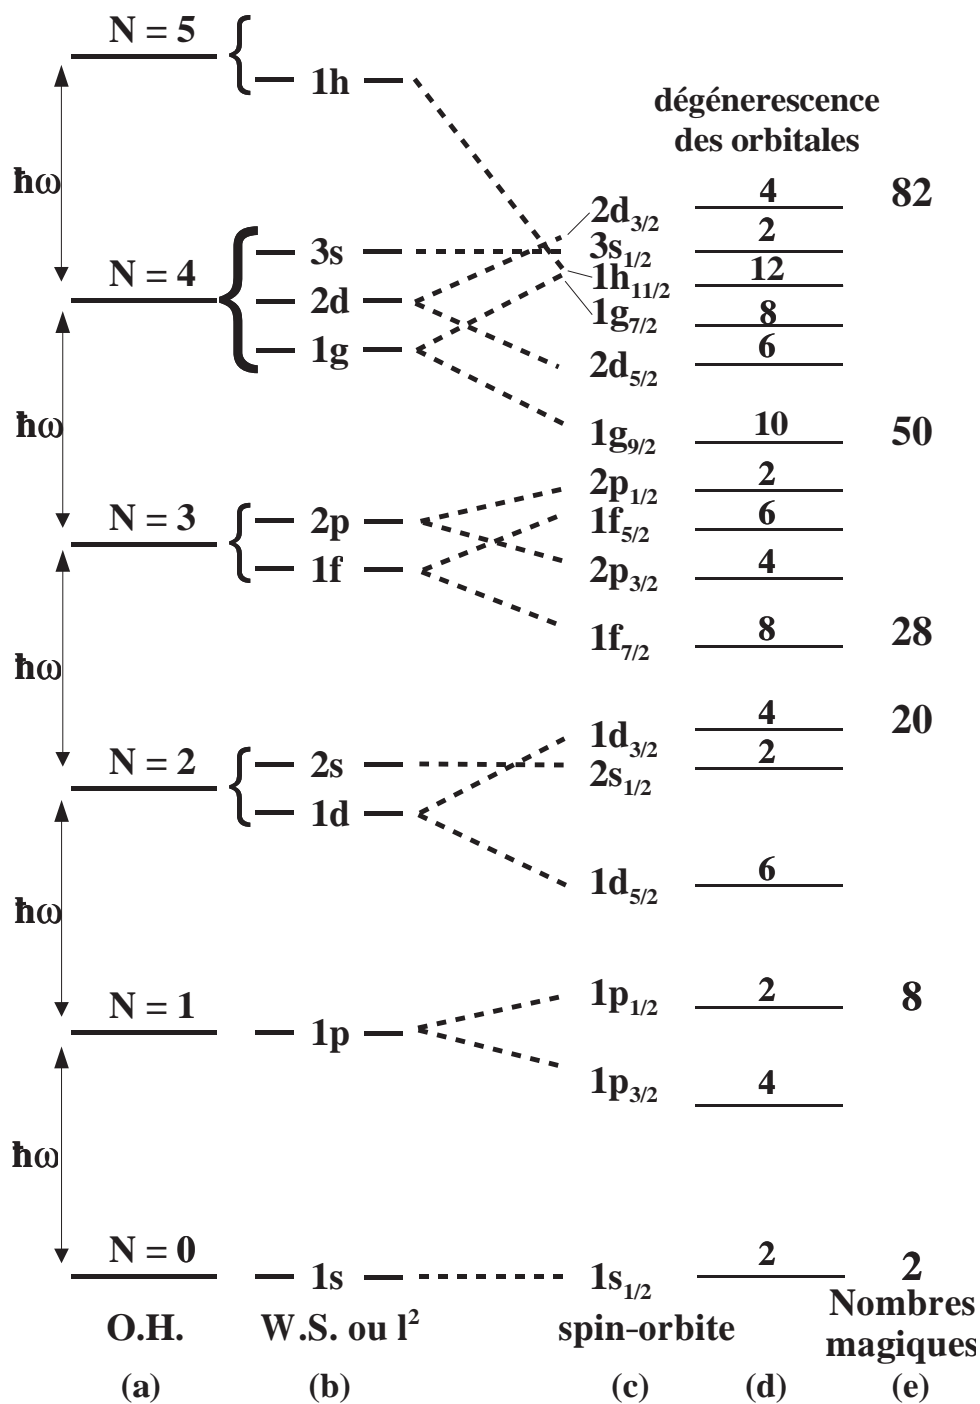 N = 5
1h
dégénerescence
des orbitales
ħω
4
82
2d3/2
2
3s
3s1/2
N = 4
1h11/2
12
2d
1g7/2
8
1g
2d5/2
6
ħω
1g9/2
10
50
2p1/2
2
N = 3
2p
1f5/2
6
1f
2p3/2
4
1f7/2
8
28
ħω
4
20
1d3/2
N = 2
2s
2s1/2
2
1d
1d5/2
6
ħω
N = 1
1p1/2
2
8
1p
1p3/2
4
ħω
N = 0
1s
1s1/2
2
2
O.H.
W.S. ou l²
spin-orbite
Nombres
magiques
(a)
(b)
(c)
(d)
(e)